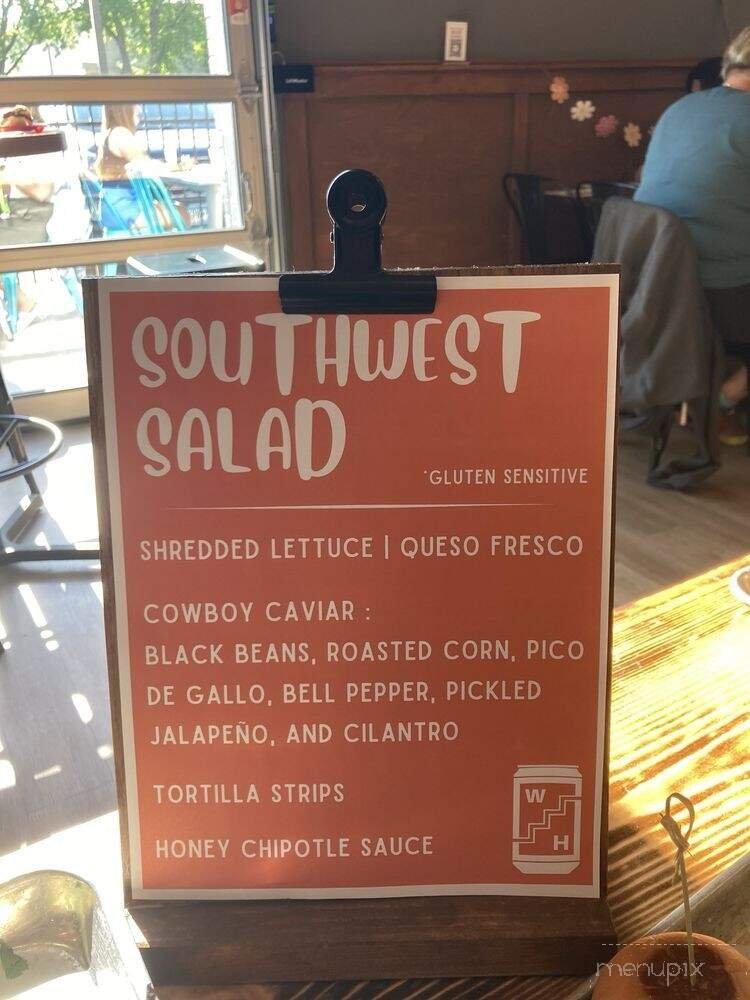 SOUTHWEST
SALAD
*GLUTEN SENSITIVE
SHREDDED LETTUCE | QUESO FRESCO
COWBOY CAVIAR :
BLACK BEANS, ROASTED CORN, PICO
DE GALLO, BELL PEPPER, PICKLED
JALAPEÑO, AND CILANTRO
TORTILLA STRIPS
HONEY CHIPOTLE SAUCE
W
H
menupix